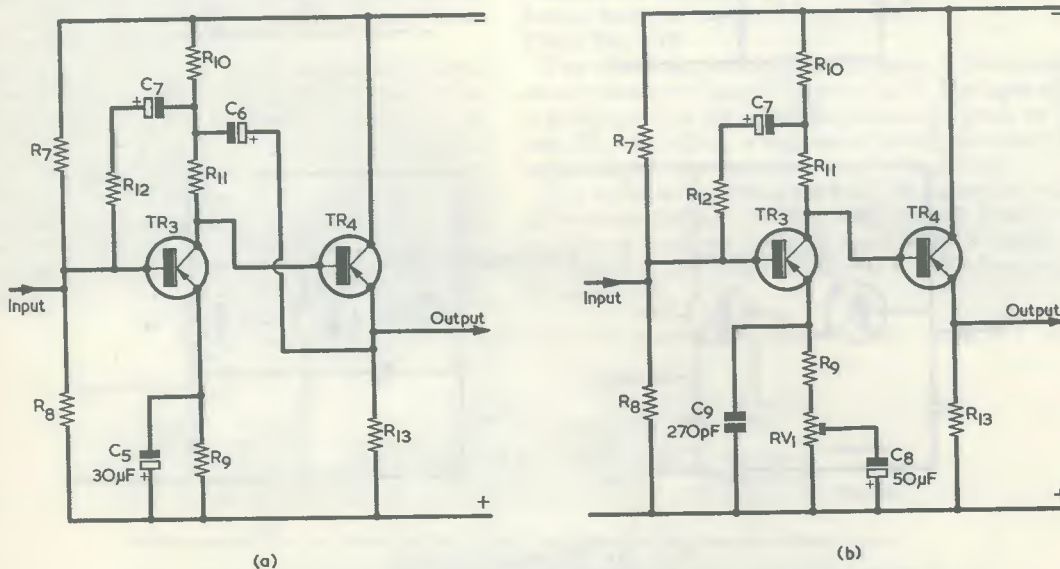 −
R10
C7
+
C6
+
R7
R11
R12
TR3
TR4
Input
Output
R8
C5
30µF
+
R9
R13
+
(a)
−
R10
C7
+
R7
R11
R12
TR3
TR4
Input
Output
R8
C9
270pF
R9
RV1
C8
50µF
+
R13
+
(b)